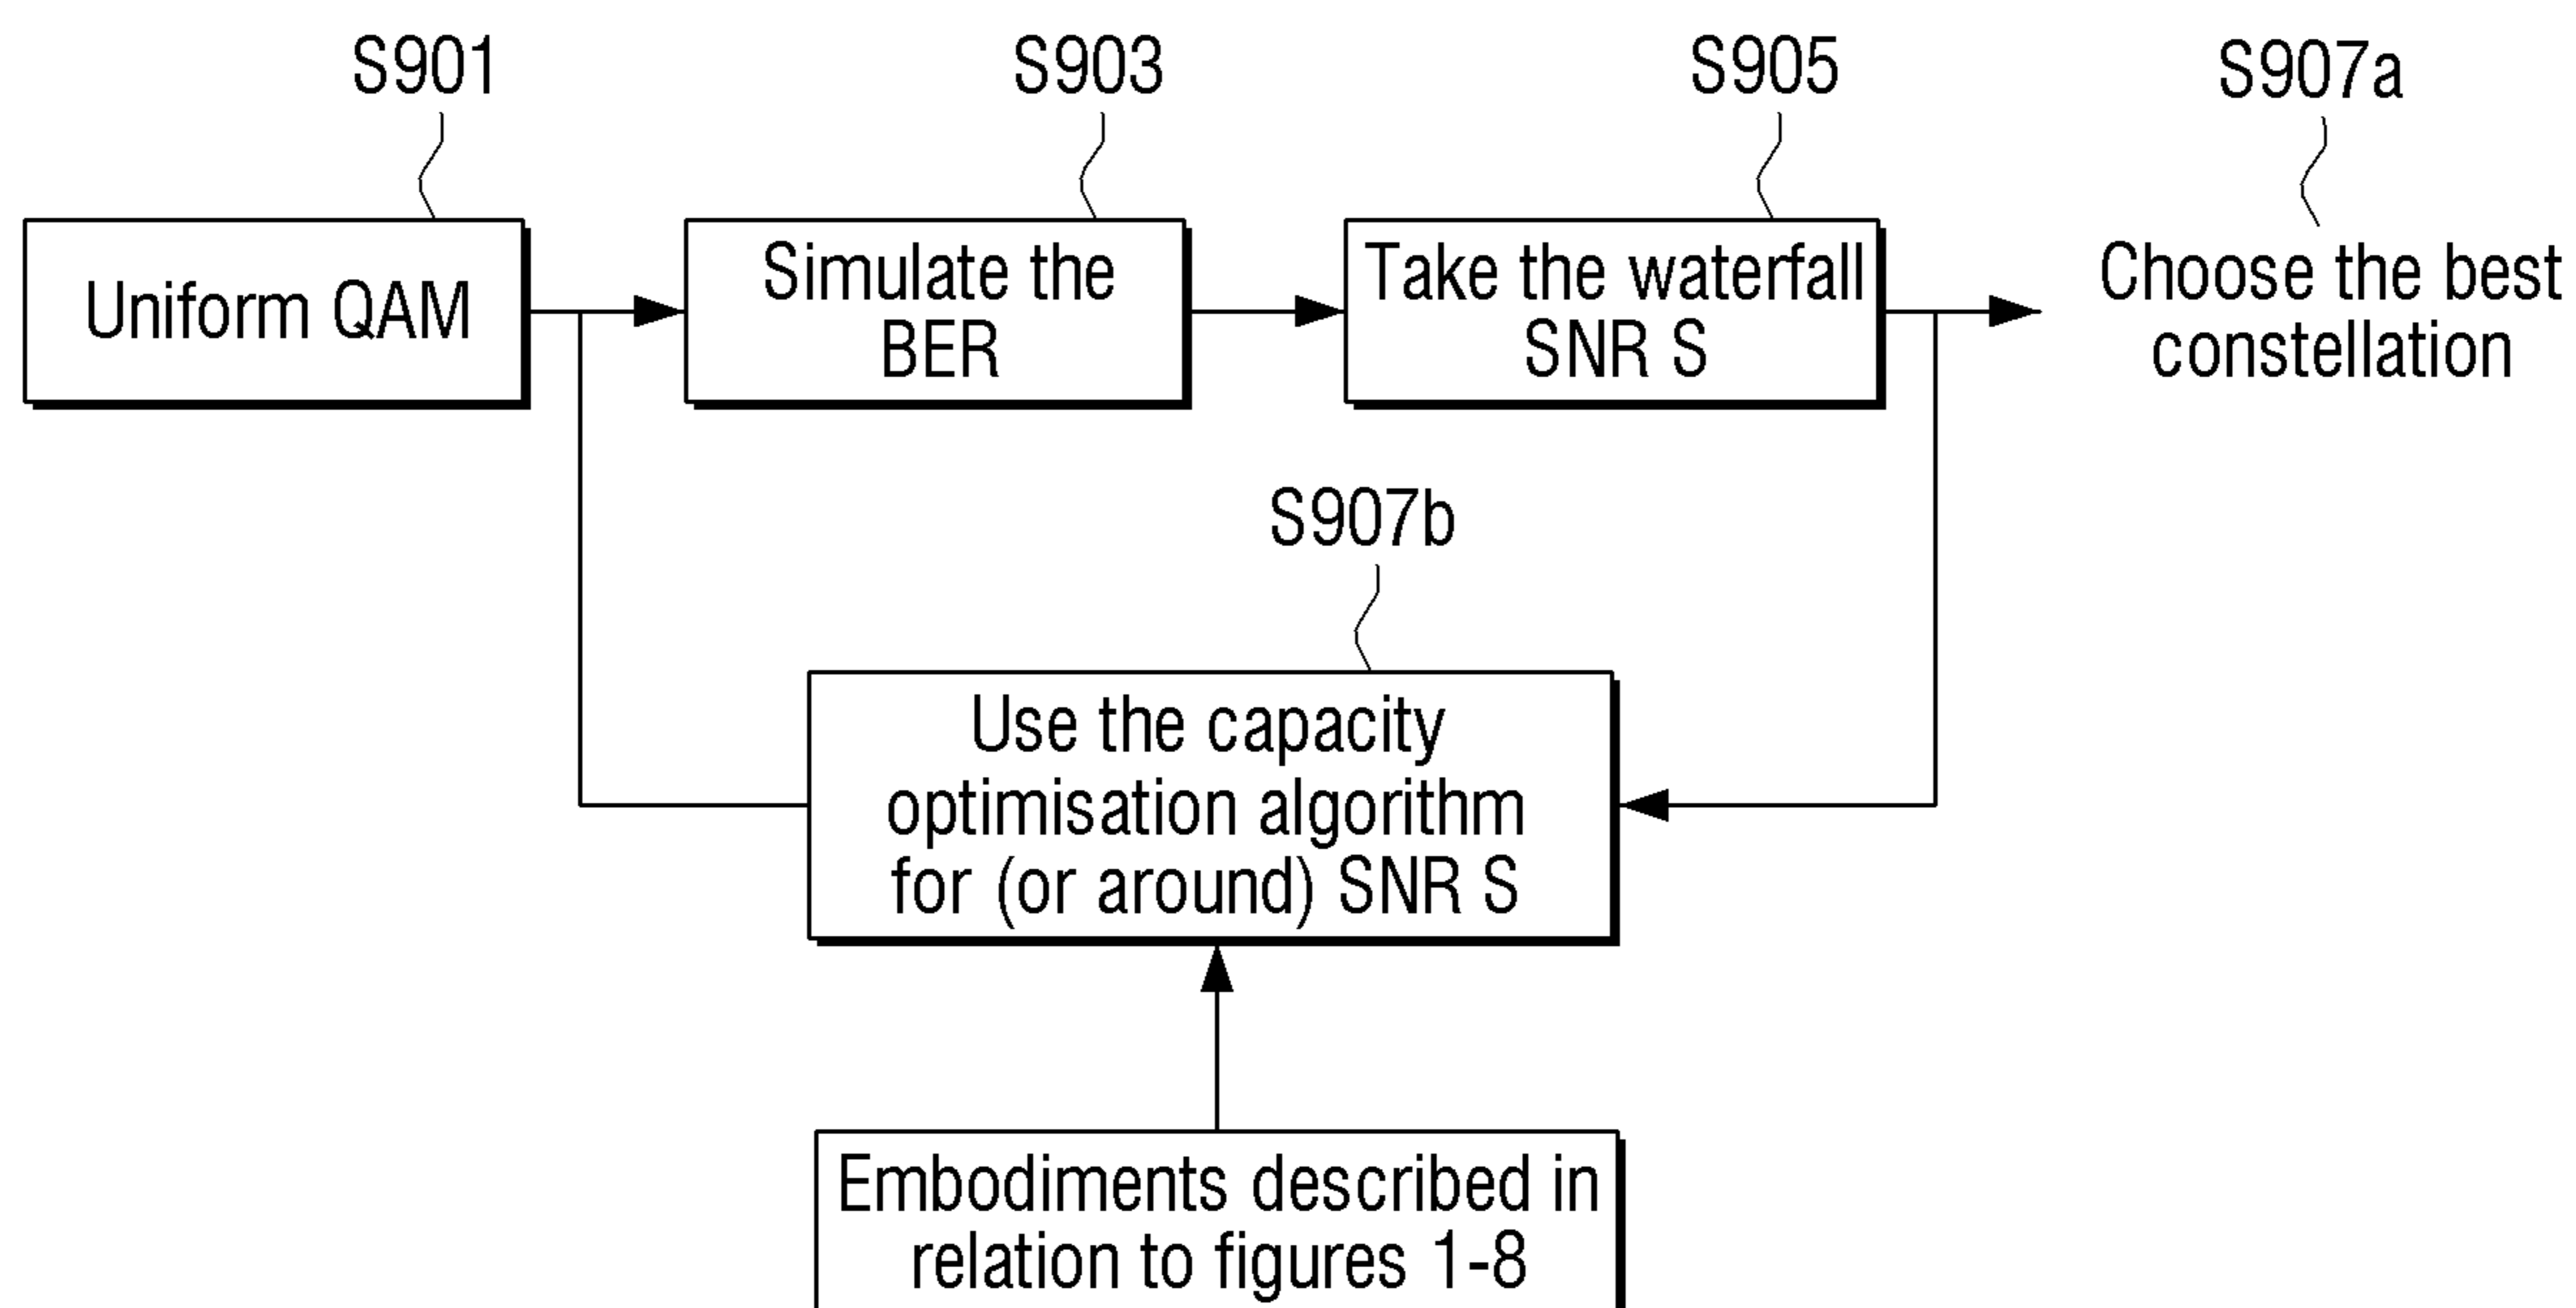 S901
S903
S905
S907a
Uniform QAM
Simulate the
BER
Take the waterfall
SNR S
Choose the best
constellation
S907b
Use the capacity
optimisation algorithm
for (or around) SNR S
Embodiments described in
relation to figures 1-8